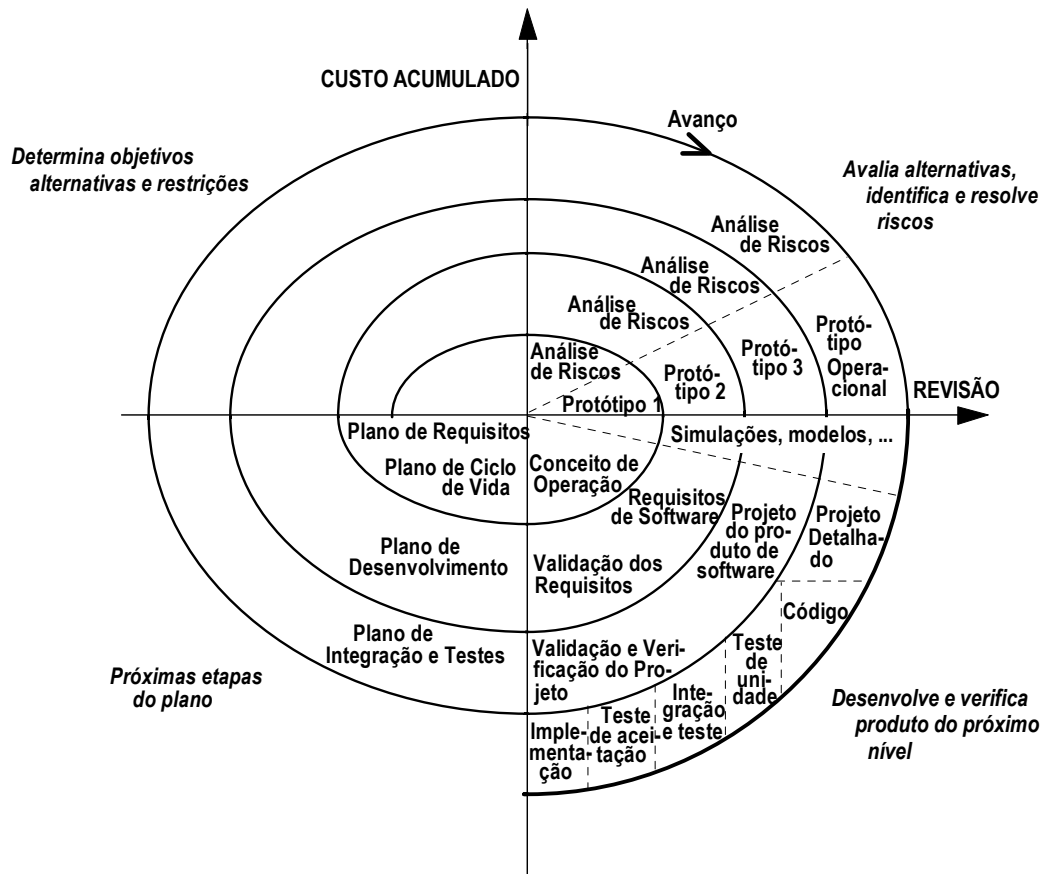 CUSTO ACUMULADO
Avanço
Determina objetivos
alternativas e restrições
Avalia alternativas,
identifica e resolve
riscos
Análise
de Riscos
Análise
de Riscos
Análise
de Riscos
Análise
de Riscos
Protótipo 1
Protó-
tipo 2
Protó-
tipo 3
Protó-
tipo
Opera-
cional
REVISÃO
Plano de Requisitos
Simulações, modelos, ...
Plano de Ciclo
de Vida
Conceito de
Operação
Requisitos
de Software
Projeto
do pro-
duto de
software
Projeto
Detalha-
do
Plano de
Desenvolvimento
Validação dos
Requisitos
Código
Plano de
Integração e Testes
Validação e Veri-
ficação do Pro-
jeto
Teste
de
uni-
dade
Inte-
gração
e teste
Teste
de acei-
tação
Imple-
menta-
ção
Próximas etapas
do plano
Desenvolve e verifica
produto do próximo
nível